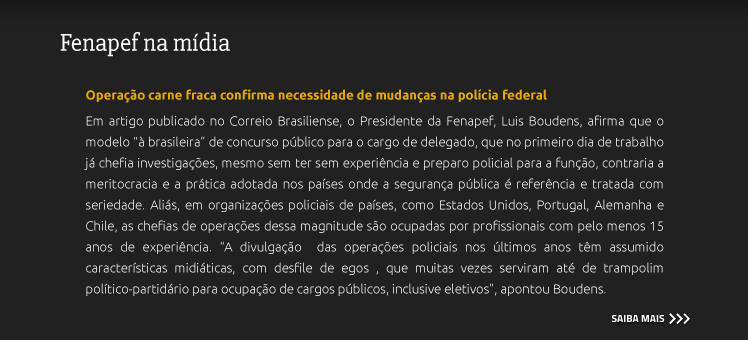 Fenapef na mídia
Operação carne fraca confirma necessidade de mudanças na polícia federal
Em artigo publicado no Correio Brasiliense, o Presidente da Fenapef, Luis Boudens, afirma que o
modelo "à brasileira" de concurso público para o cargo de delegado, que no primeiro dia de trabalho
já chefia investigações, mesmo sem ter sem experiência e preparo policial para a função, contraria a
meritocracia e a prática adotada nos países onde a segurança pública é referência e tratada com
seriedade. Aliás, em organizações policiais de países, como Estados Unidos, Portugal, Alemanha e
Chile, as chefias de operações dessa magnitude são ocupadas por profissionais com pelo menos 15
anos de experiência. "A divulgação  das operações policiais nos últimos anos têm assumido
características midiáticas, com desfile de egos , que muitas vezes serviram até de trampolim
político-partidário para ocupação de cargos públicos, inclusive eletivos", apontou Boudens.
SAIBA MAIS >>>